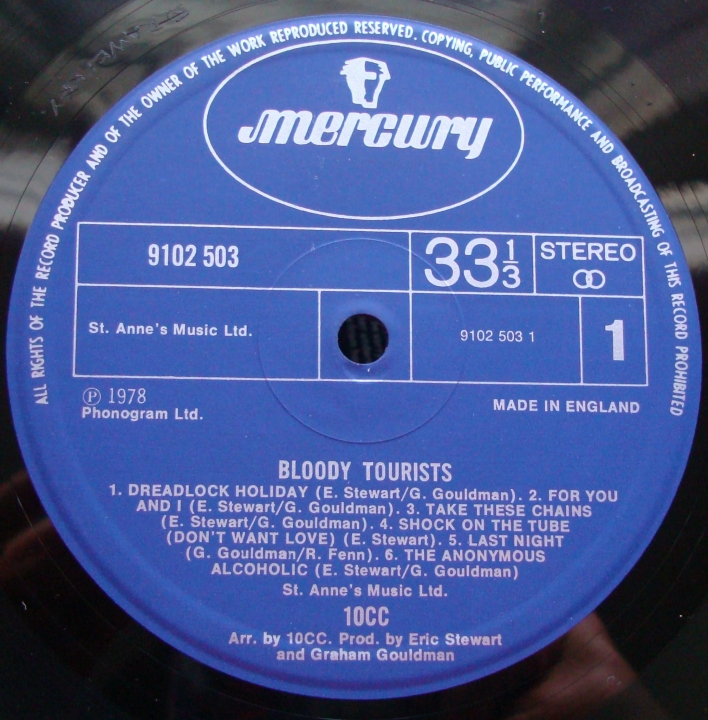 ALL RIGHTS OF THE RECORD PRODUCER AND OF THE OWNER OF THE WORK REPRODUCED RESERVED. COPYING, PUBLIC PERFORMANCE AND BROADCASTING OF THIS RECORD PROHIBITED
mercury
9102 503
33 1/3
STEREO
St. Anne's Music Ltd.
9102 503 1
1
Ⓟ 1978
Phonogram Ltd.
MADE IN ENGLAND
BLOODY TOURISTS
1. DREADLOCK HOLIDAY (E. Stewart/G. Gouldman). 2. FOR YOU
AND I (E. Stewart/G. Gouldman). 3. TAKE THESE CHAINS
(E. Stewart/G. Gouldman). 4. SHOCK ON THE TUBE
(DON'T WANT LOVE) (E. Stewart). 5. LAST NIGHT
(G. Gouldman/R. Fenn). 6. THE ANONYMOUS
ALCOHOLIC (E. Stewart/G. Gouldman)
St. Anne's Music Ltd.
10CC
Arr. by 10CC. Prod. by Eric Stewart
and Graham Gouldman